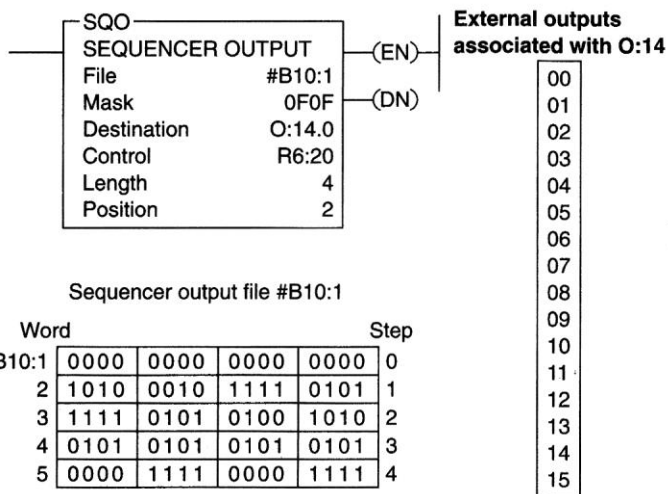 SQO
SEQUENCER OUTPUT
File #B10:1
Mask 0F0F
Destination O:14.0
Control R6:20
Length 4
Position 2
(EN)
(DN)
External outputs
associated with O:14
00
01
02
03
04
05
06
07
08
09
10
11
12
13
14
15
Sequencer output file #B10:1
Word Step
B10:1 0000 0000 0000 0000 0
2 1010 0010 1111 0101 1
3 1111 0101 0100 1010 2
4 0101 0101 0101 0101 3
5 0000 1111 0000 1111 4